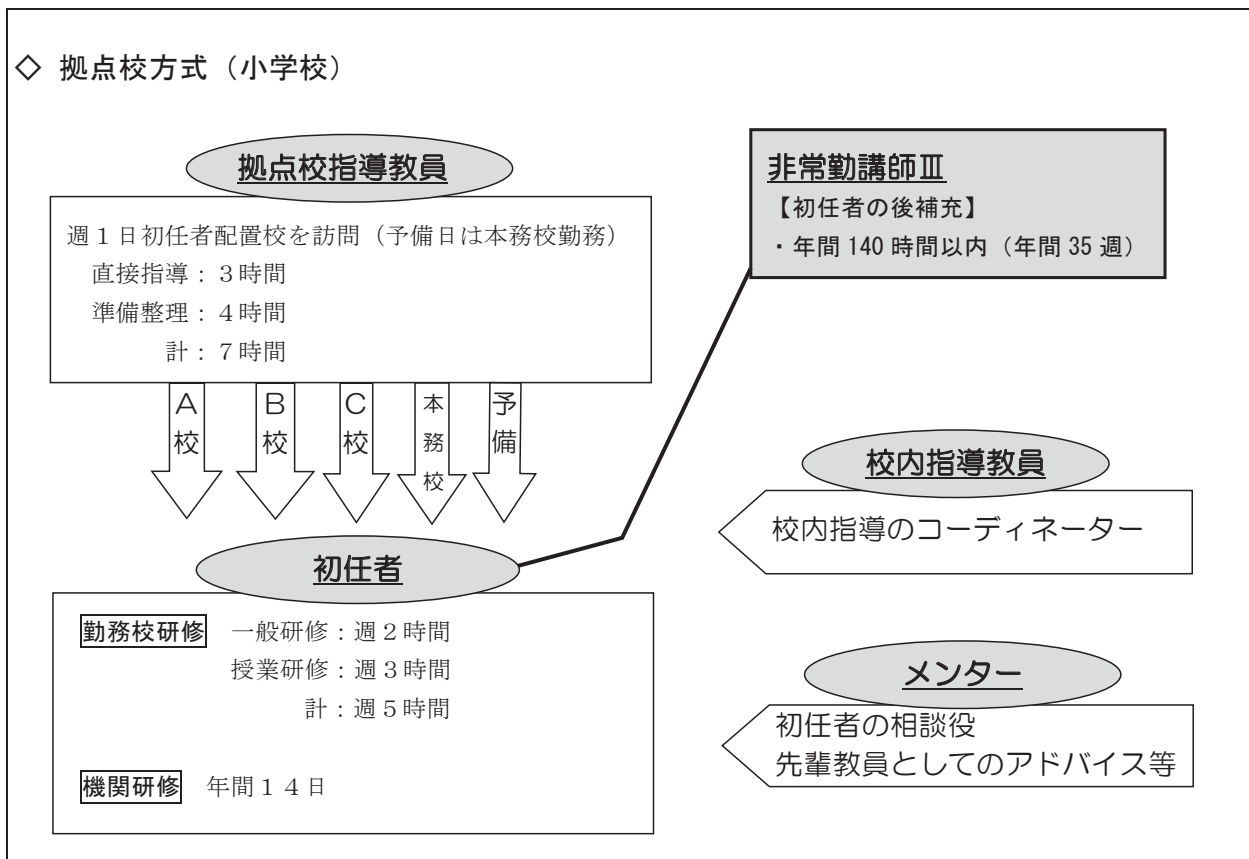 ◇ 拠点校方式（小学校）
拠点校指導教員
週１日初任者配置校を訪問（予備日は本務校勤務）
直接指導：３時間
準備整理：４時間
計：７時間
A校
B校
C校
本務校
予備
非常勤講師Ⅲ
【初任者の後補充】
・年間 140 時間以内（年間 35 週）
校内指導教員
校内指導のコーディネーター
初任者
勤務校研修 一般研修：週２時間
授業研修：週３時間
計：週５時間
機関研修 年間１４日
メンター
初任者の相談役
先輩教員としてのアドバイス等